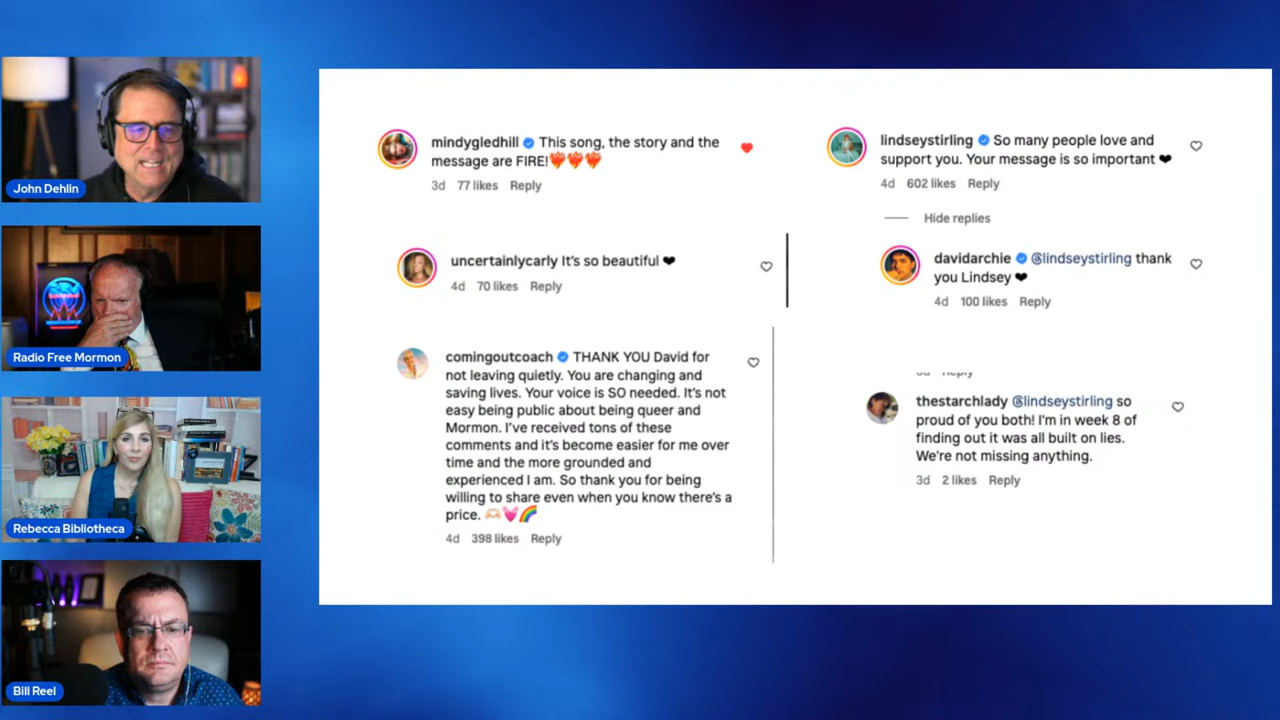 John Dehlin
Radio Free Mormon
Rebecca Bibliotheca
Bill Reel
mindygledhill This song, the story and the
message are FIRE!❤️‍🔥❤️‍🔥❤️‍🔥
3d 77 likes Reply
uncertainlycarly It's so beautiful ❤
4d 70 likes Reply
comingoutcoach THANK YOU David for
not leaving quietly. You are changing and
saving lives. Your voice is SO needed. It's not
easy being public about being queer and
Mormon. I've received tons of these
comments and it's become easier for me over
time and the more grounded and
experienced I am. So thank you for being
willing to share even when you know there's a
price. 🫶🏻💓🌈
4d 398 likes Reply
lindseystirling So many people love and
support you. Your message is so important ❤
4d 602 likes Reply
Hide replies
davidarchie @lindseystirling thank
you Lindsey ❤
4d 100 likes Reply
Reply
thestarchlady @lindseystirling so
proud of you both! I'm in week 8 of
finding out it was all built on lies.
We're not missing anything.
3d 2 likes Reply